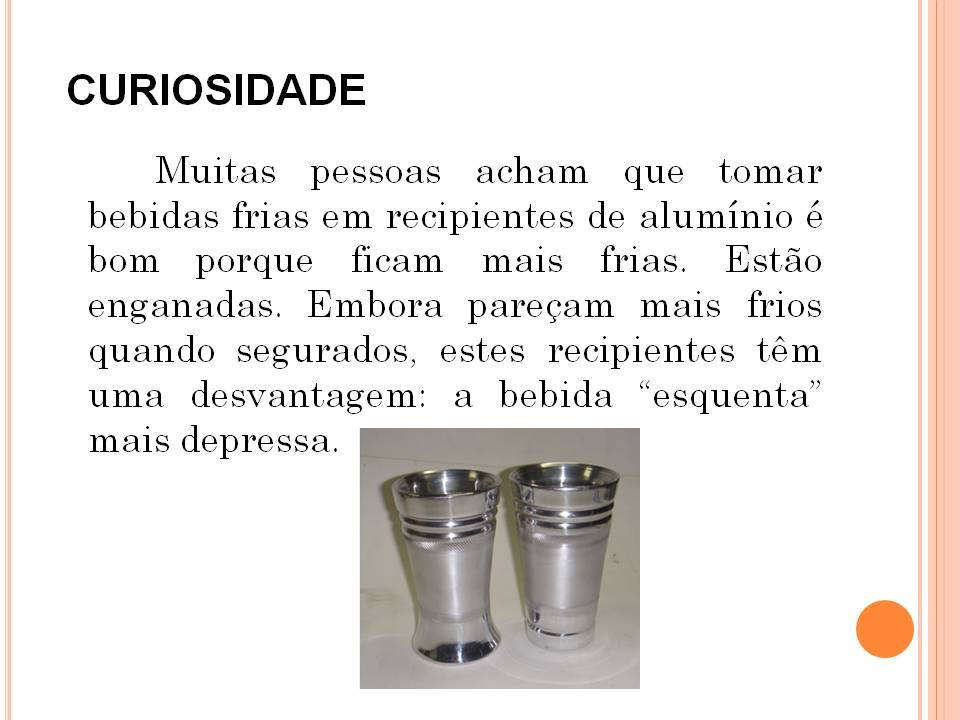 CURIOSIDADE
Muitas pessoas acham que tomar
bebidas frias em recipientes de alumínio é
bom porque ficam mais frias. Estão
enganadas. Embora pareçam mais frios
quando segurados, estes recipientes têm
uma desvantagem: a bebida “esquenta”
mais depressa.